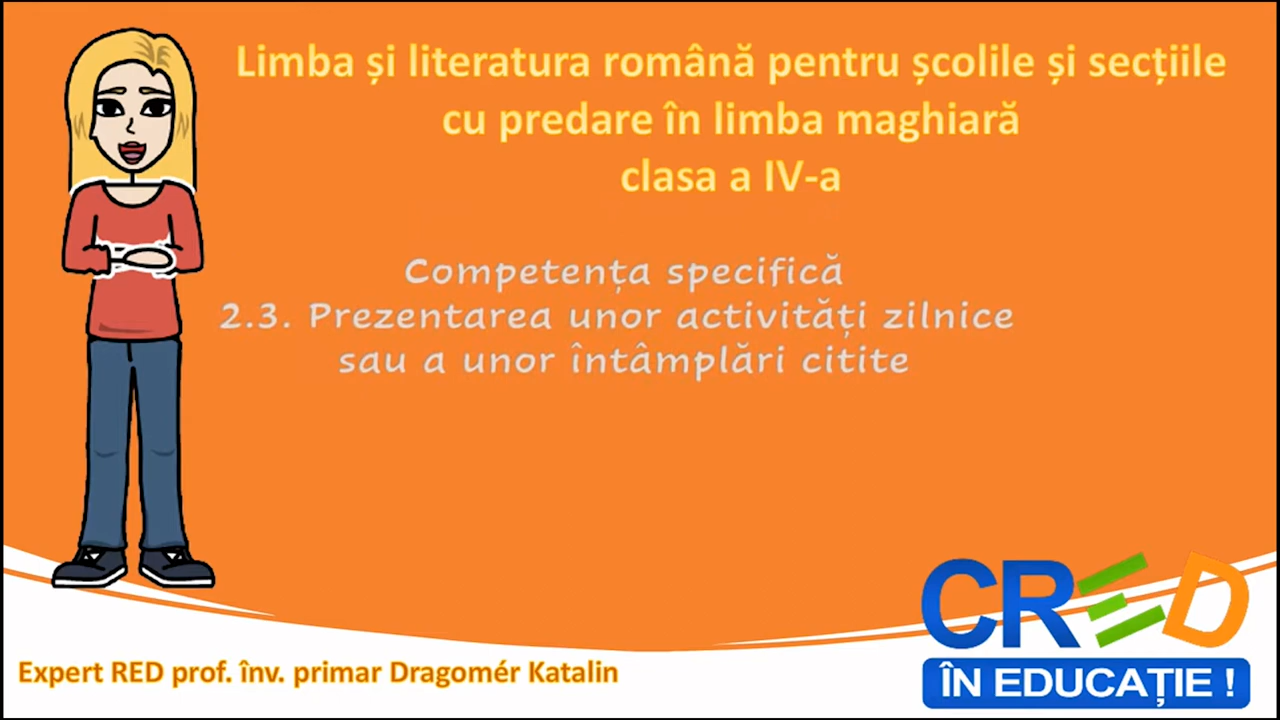 Limba și literatura română pentru școlile și secțiile
cu predare în limba maghiară
clasa a IV-a
Competența specifică
2.3. Prezentarea unor activități zilnice
sau a unor întâmplări citite
Expert RED prof. înv. primar Dragomér Katalin
CRED
ÎN EDUCAȚIE !